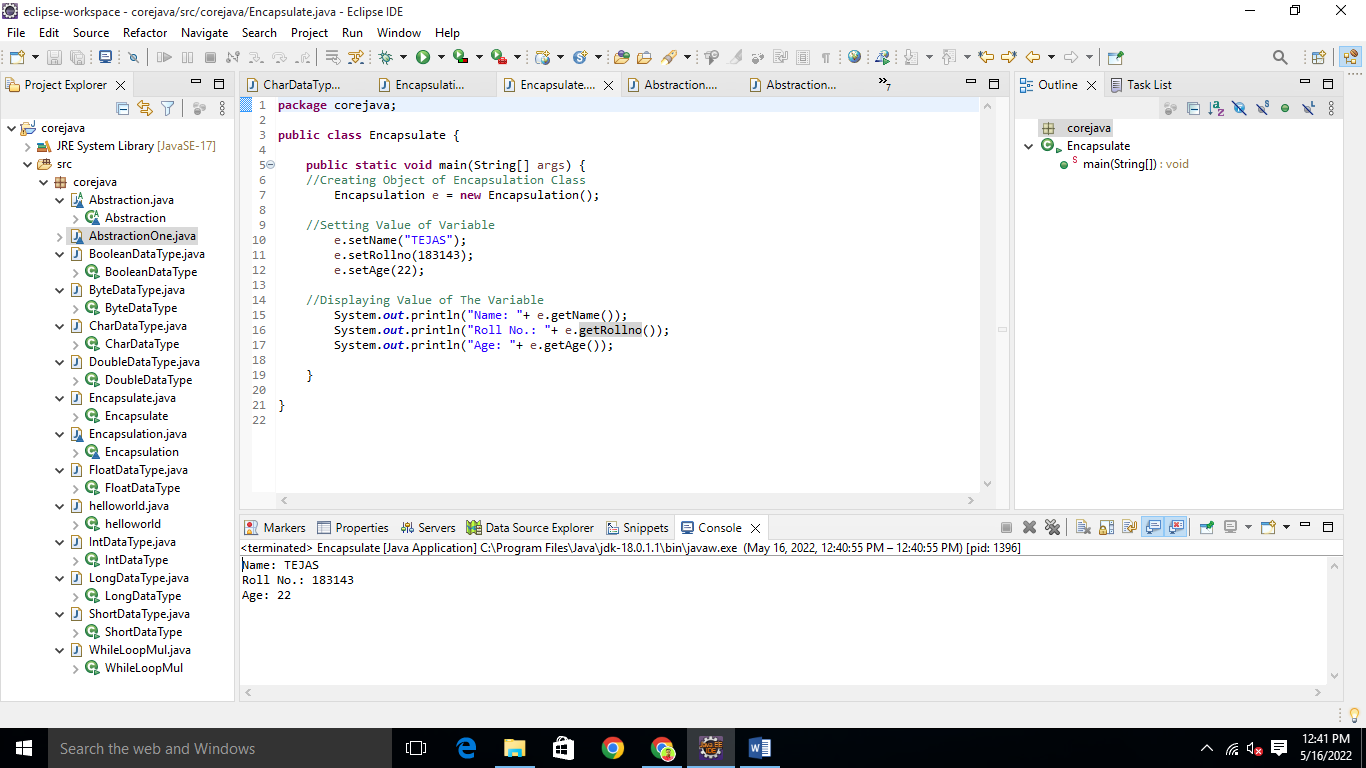 eclipse-workspace - corejava/src/corejava/Encapsulate.java - Eclipse IDE
File Edit Source Refactor Navigate Search Project Run Window Help
Project Explorer
corejava
JRE System Library [JavaSE-17]
src
corejava
Abstraction.java
Abstraction
AbstractionOne.java
BooleanDataType.java
BooleanDataType
ByteDataType.java
ByteDataType
CharDataType.java
CharDataType
DoubleDataType.java
DoubleDataType
Encapsulate.java
Encapsulate
Encapsulation.java
Encapsulation
FloatDataType.java
FloatDataType
helloworld.java
helloworld
IntDataType.java
IntDataType
LongDataType.java
LongDataType
ShortDataType.java
ShortDataType
WhileLoopMul.java
WhileLoopMul
CharDataTyp... Encapsulati... Encapsulate.... Abstraction.... Abstraction... »7
1 package corejava;
2
3 public class Encapsulate {
4
5 public static void main(String[] args) {
6 //Creating Object of Encapsulation Class
7 Encapsulation e = new Encapsulation();
8
9 //Setting Value of Variable
10 e.setName("TEJAS");
11 e.setRollno(183143);
12 e.setAge(22);
13
14 //Displaying Value of The Variable
15 System.out.println("Name: "+ e.getName());
16 System.out.println("Roll No.: "+ e.getRollno());
17 System.out.println("Age: "+ e.getAge());
18
19 }
20
21 }
22
Outline Task List
corejava
Encapsulate
main(String[]) : void
Markers Properties Servers Data Source Explorer Snippets Console
<terminated> Encapsulate [Java Application] C:\Program Files\Java\jdk-18.0.1.1\bin\javaw.exe (May 16, 2022, 12:40:55 PM – 12:40:55 PM) [pid: 1396]
Name: TEJAS
Roll No.: 183143
Age: 22
Search the web and Windows
12:41 PM
5/16/2022